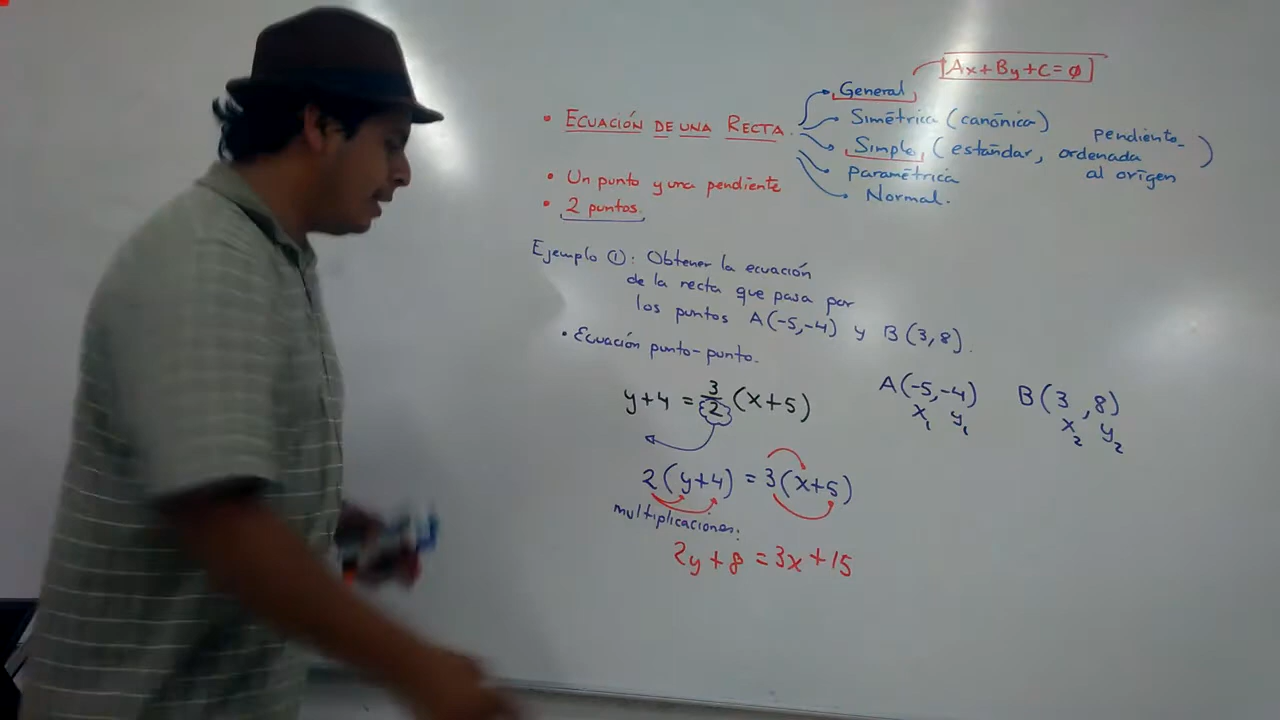 Ax+By+C=ø
General
• ECUACIÓN DE UNA RECTA.
Simétrica (canónica)
Simple (estándar, pendiente_ ordenada al origen)
Paramétrica
Normal.
• Un punto y una pendiente
• 2 puntos.
Ejemplo ①: Obtener la ecuación
de la recta que pasa por
los puntos A(-5,-4) y B(3,8).
• Ecuación punto-punto.
y+4 = 3/2 (x+5)
A(-5,-4) B(3,8)
x₁ y₁ x₂ y₂
2(y+4) = 3(x+5)
multiplicaciones:
2y+8 = 3x+15